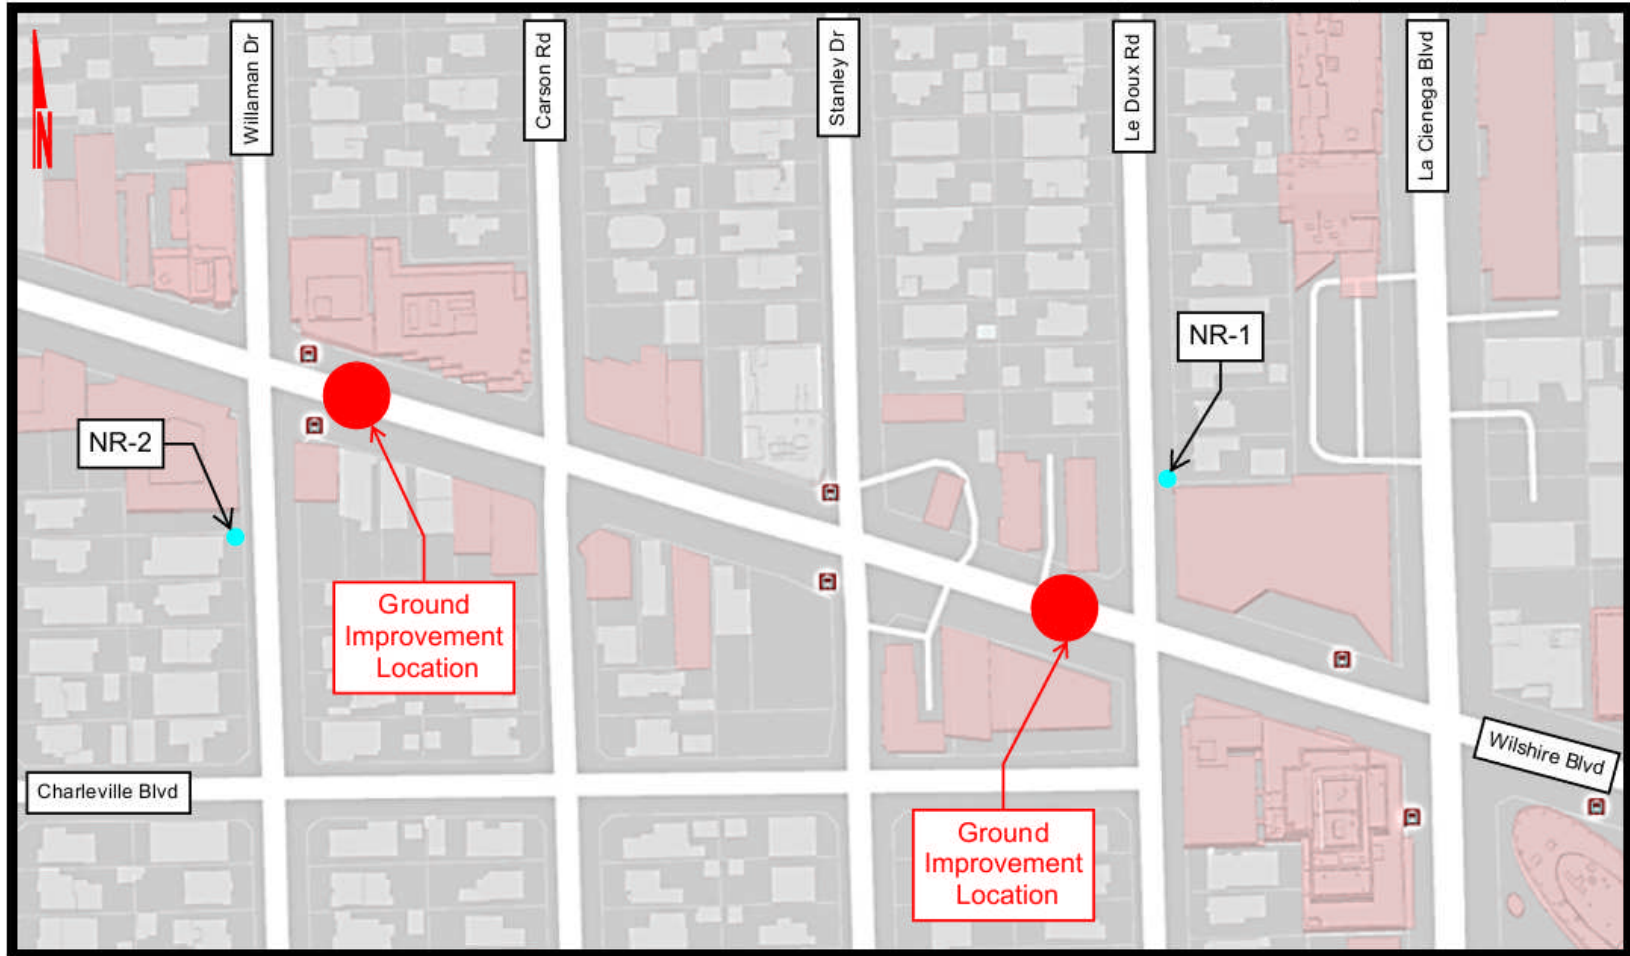 Willaman Dr
Carson Rd
Stanley Dr
Le Doux Rd
La Cienega Blvd
N
NR-1
NR-2
Ground
Improvement
Location
Wilshire Blvd
Charleville Blvd
Ground
Improvement
Location